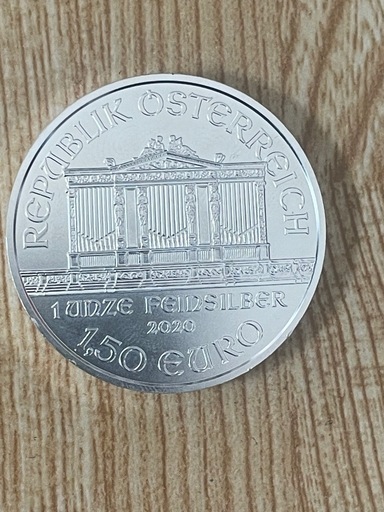 REPUBLIK ÖSTERREICH
1 UNZE FEINSILBER
2020
1,50 EURO